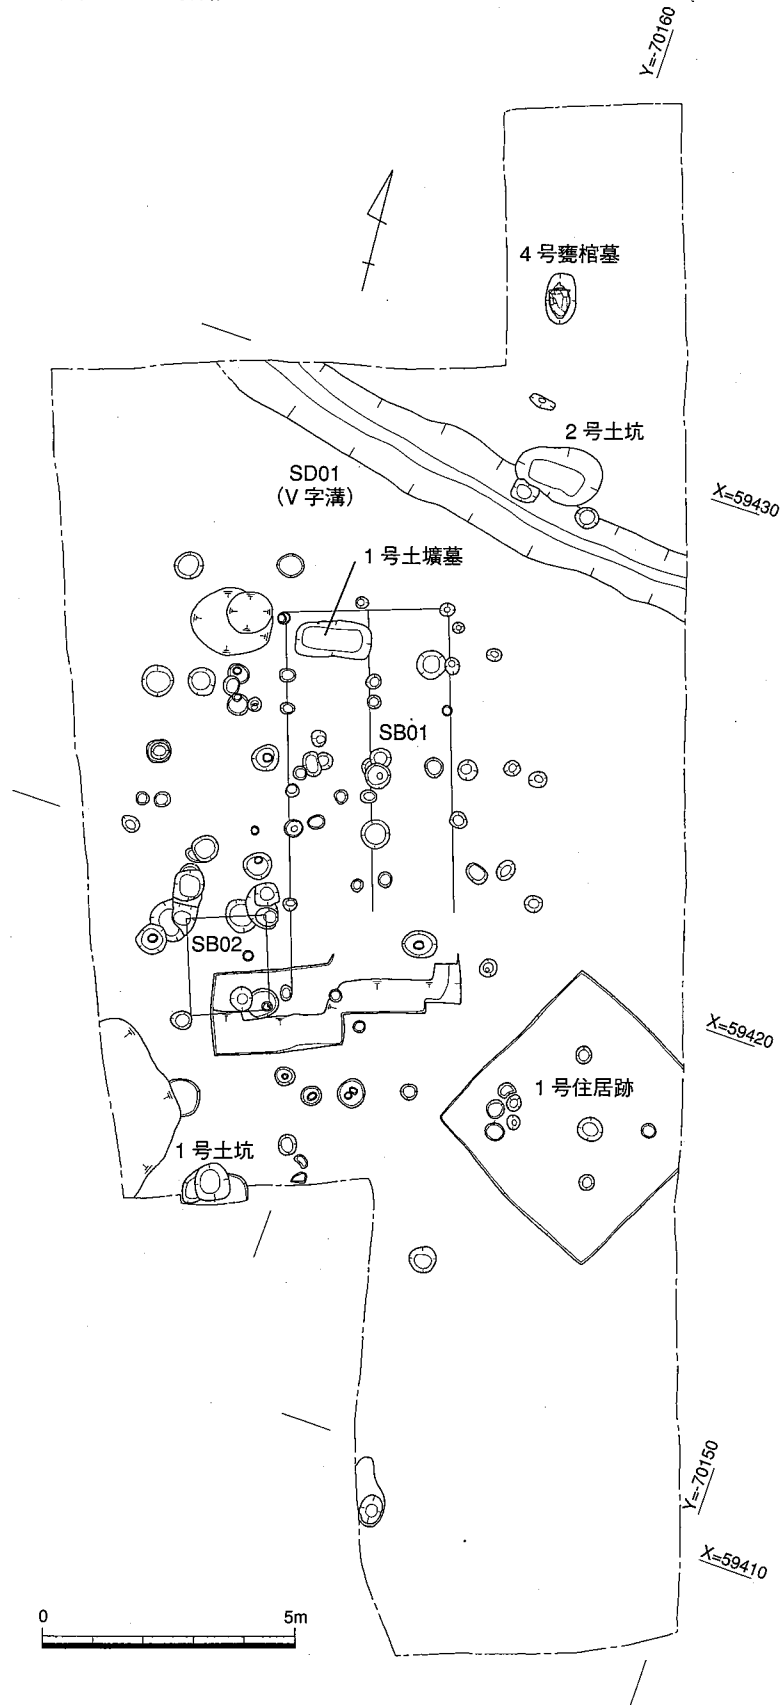 Y=-70160
4号甕棺墓
2号土坑
SD01
（V字溝）
X=59430
1号土壙墓
SB01
SB02
X=59420
1号住居跡
1号土坑
Y=-70150
X=59410
0
5m